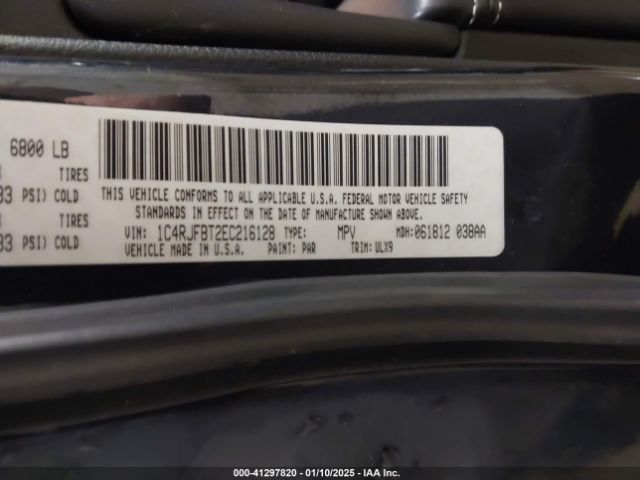 6800 LB
TIRES
PSI) COLD
TIRES
PSI) COLD
THIS VEHICLE CONFORMS TO ALL APPLICABLE U.S.A. FEDERAL MOTOR VEHICLE SAFETY
STANDARDS IN EFFECT ON THE DATE OF MANUFACTURE SHOWN ABOVE.
VIN: 1C4RJFBT2EC216128 TYPE: MPV MDH:061812 038AA
VEHICLE MADE IN U.S.A. PAINT: PAR TRIM: ULX9
000-41297820 - 01/10/2025 - IAA Inc.